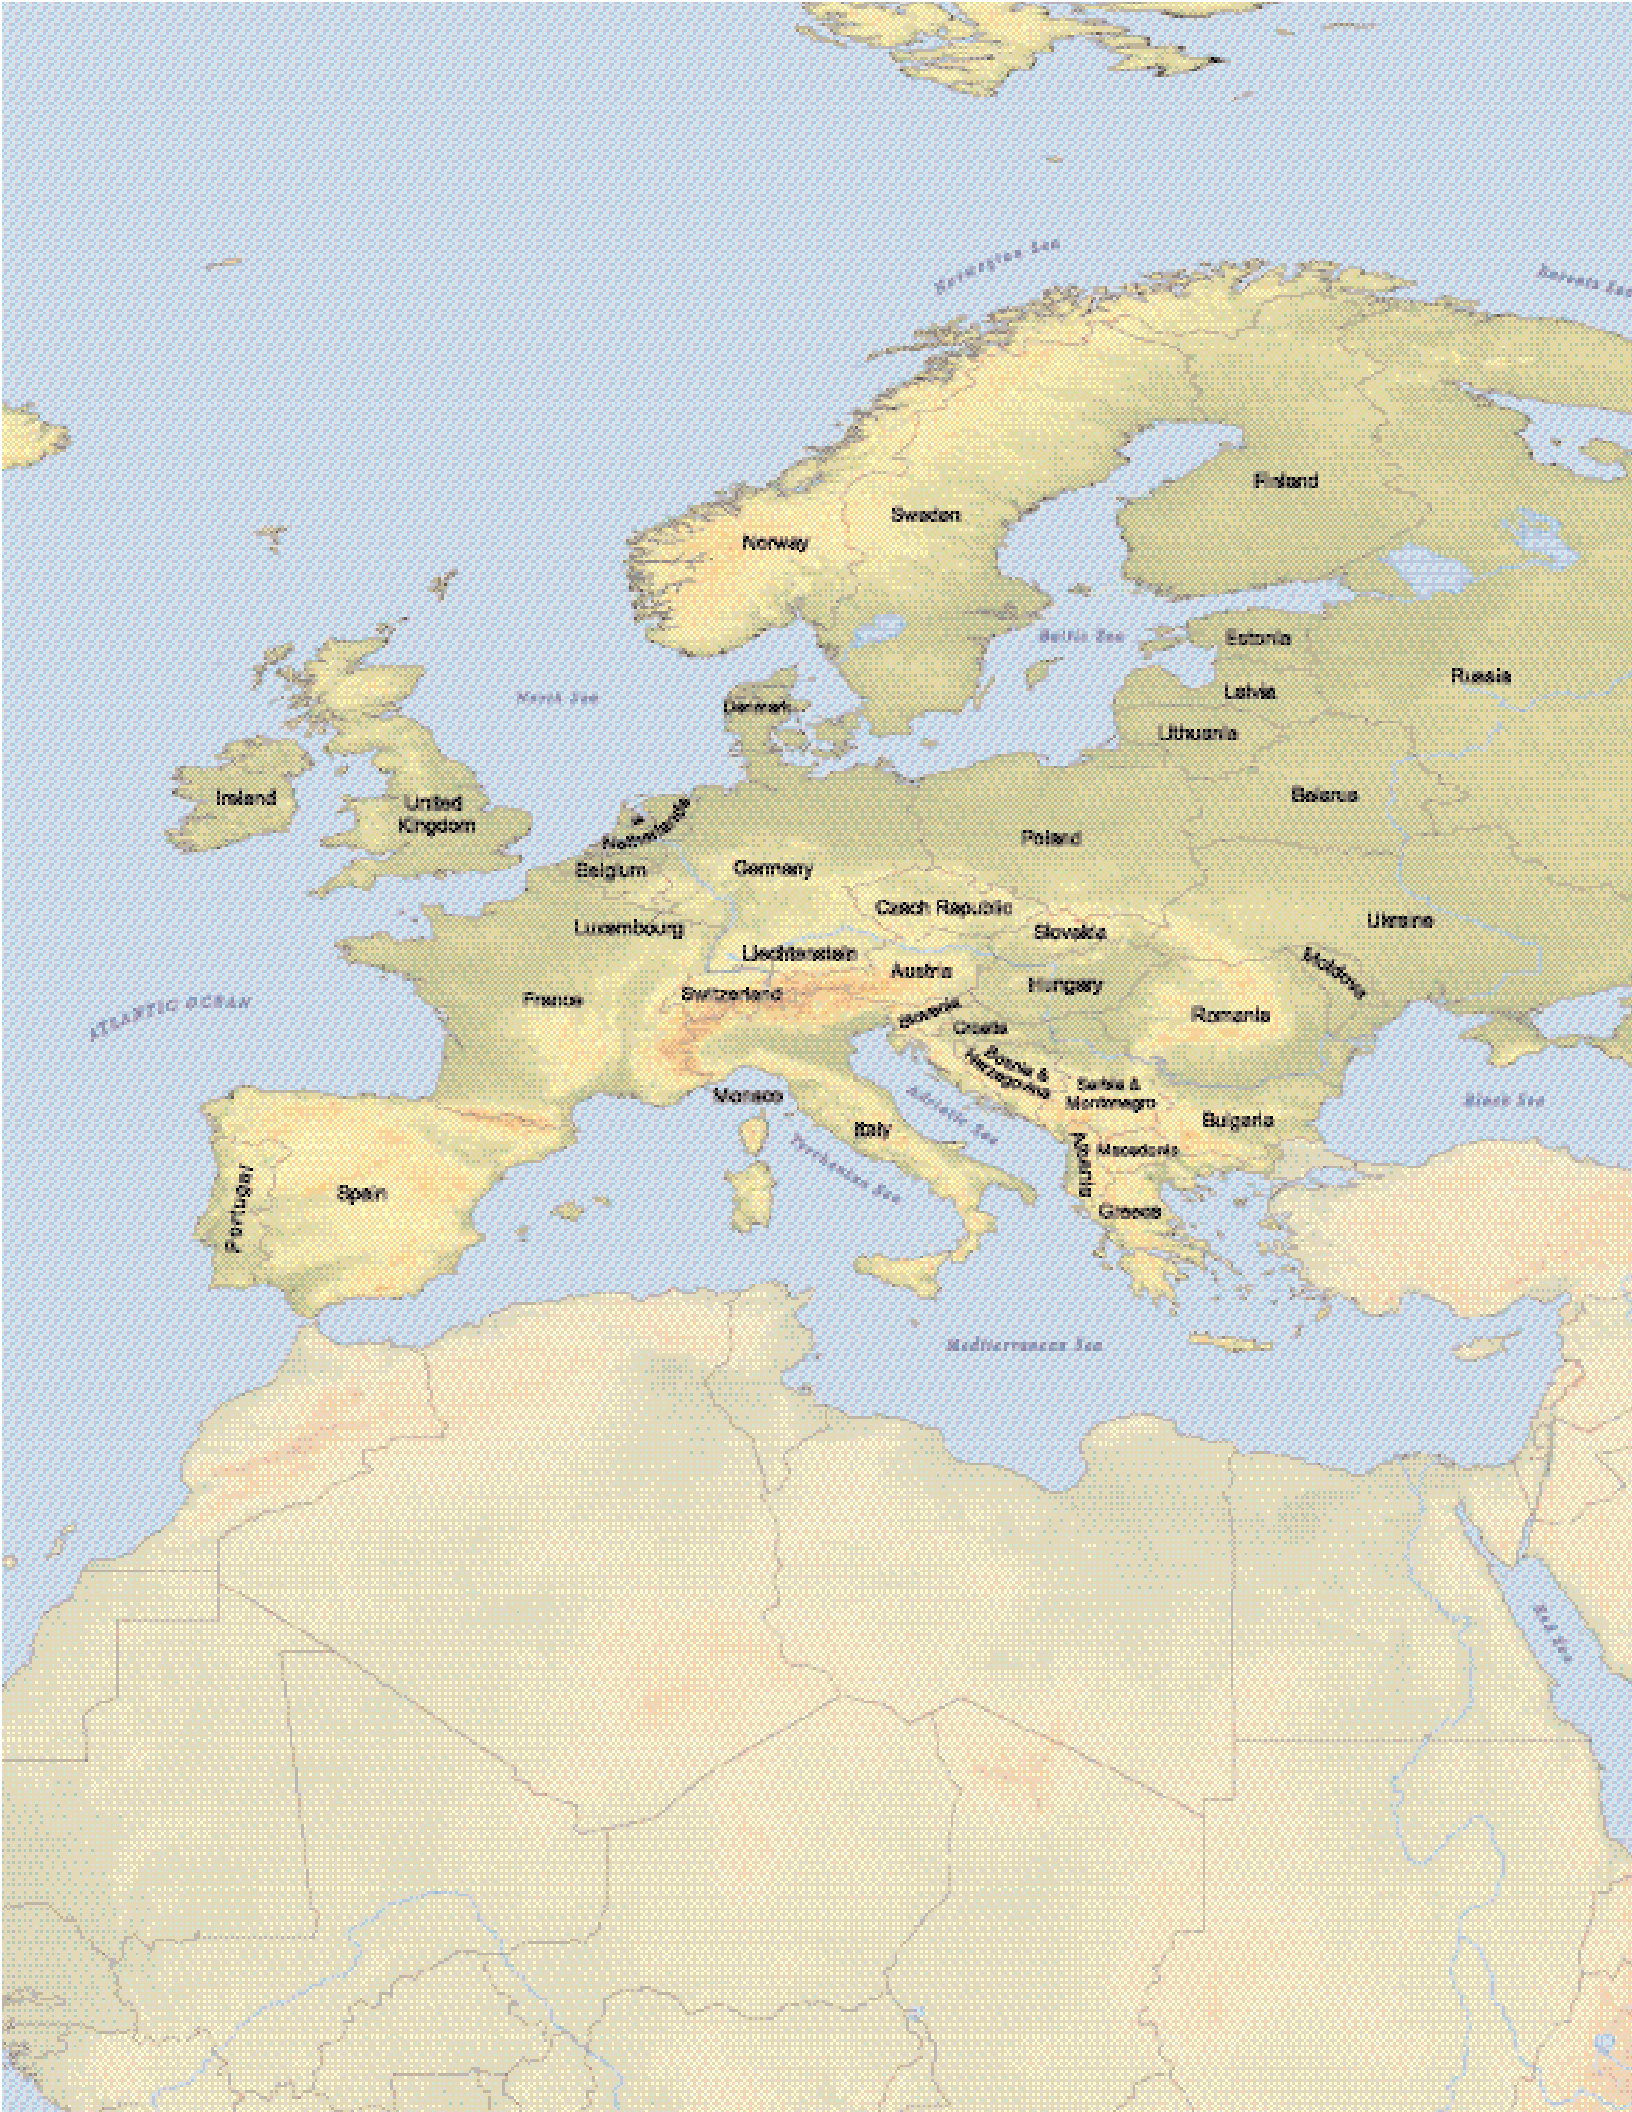 Norwegian Sea
Barents Sea
Finland
Sweden
Norway
Estonia
Baltic Sea
Russia
Latvia
North Sea
Denmark
Lithuania
Ireland
United
Kingdom
Belarus
Netherlands
Poland
Belgium
Germany
Czech Republic
Ukraine
Luxembourg
Slovakia
Liechtenstein
Austria
Moldova
Hungary
Switzerland
France
ATLANTIC OCEAN
Slovenia
Romania
Croatia
Bosnia &
Herzegovina
Serbia &
Montenegro
Monaco
Adriatic Sea
Black Sea
Bulgaria
Italy
Macedonia
Albania
Tyrrhenian Sea
Portugal
Spain
Greece
Mediterranean Sea
Red Sea